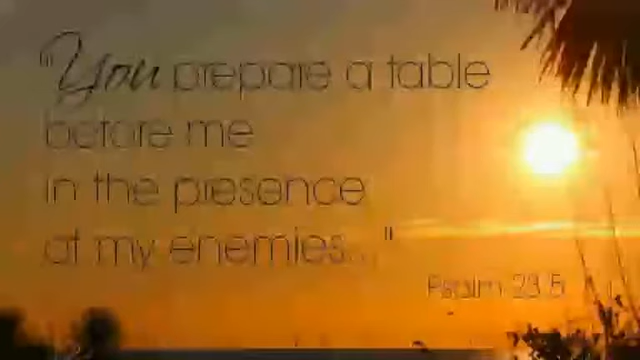 "You prepare a table
before me
in the presence
of my enemies..."
Psalm 23:5